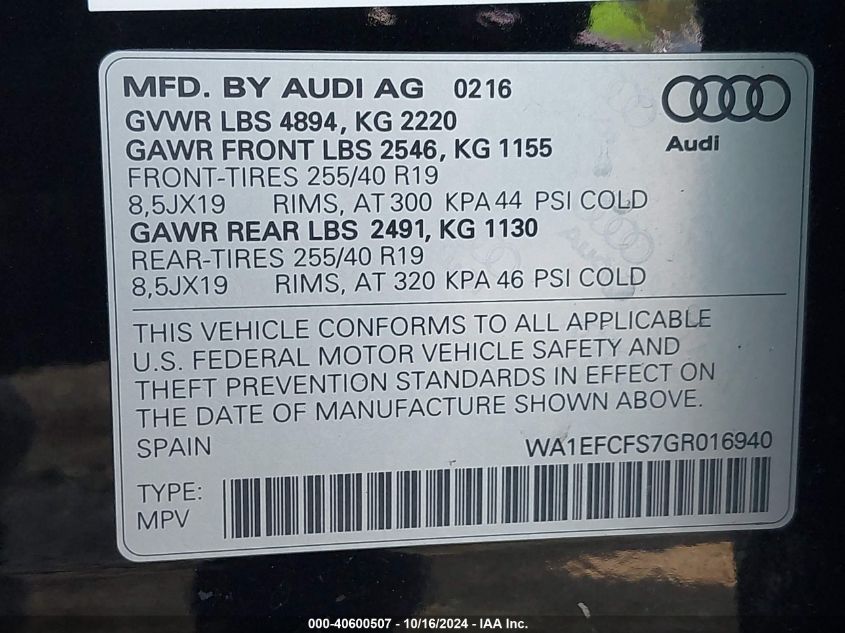 MFD. BY AUDI AG 0216
Audi
GVWR LBS 4894, KG 2220
GAWR FRONT LBS 2546, KG 1155
FRONT-TIRES 255/40 R19
8,5JX19 RIMS, AT 300 KPA 44 PSI COLD
GAWR REAR LBS 2491, KG 1130
REAR-TIRES 255/40 R19
8,5JX19 RIMS, AT 320 KPA 46 PSI COLD
THIS VEHICLE CONFORMS TO ALL APPLICABLE
U.S. FEDERAL MOTOR VEHICLE SAFETY AND
THEFT PREVENTION STANDARDS IN EFFECT ON
THE DATE OF MANUFACTURE SHOWN ABOVE.
SPAIN WA1EFCFS7GR016940
TYPE:
MPV
000-40600507 - 10/16/2024 - IAA Inc.